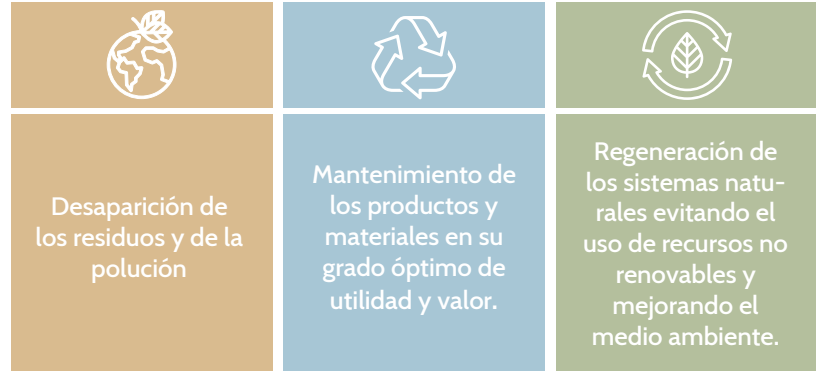 Desaparición de
los residuos y de la
polución
Mantenimiento de
los productos y
materiales en su
grado óptimo de
utilidad y valor.
Regeneración de
los sistemas natu-
rales evitando el
uso de recursos no
renovables y
mejorando el
medio ambiente.